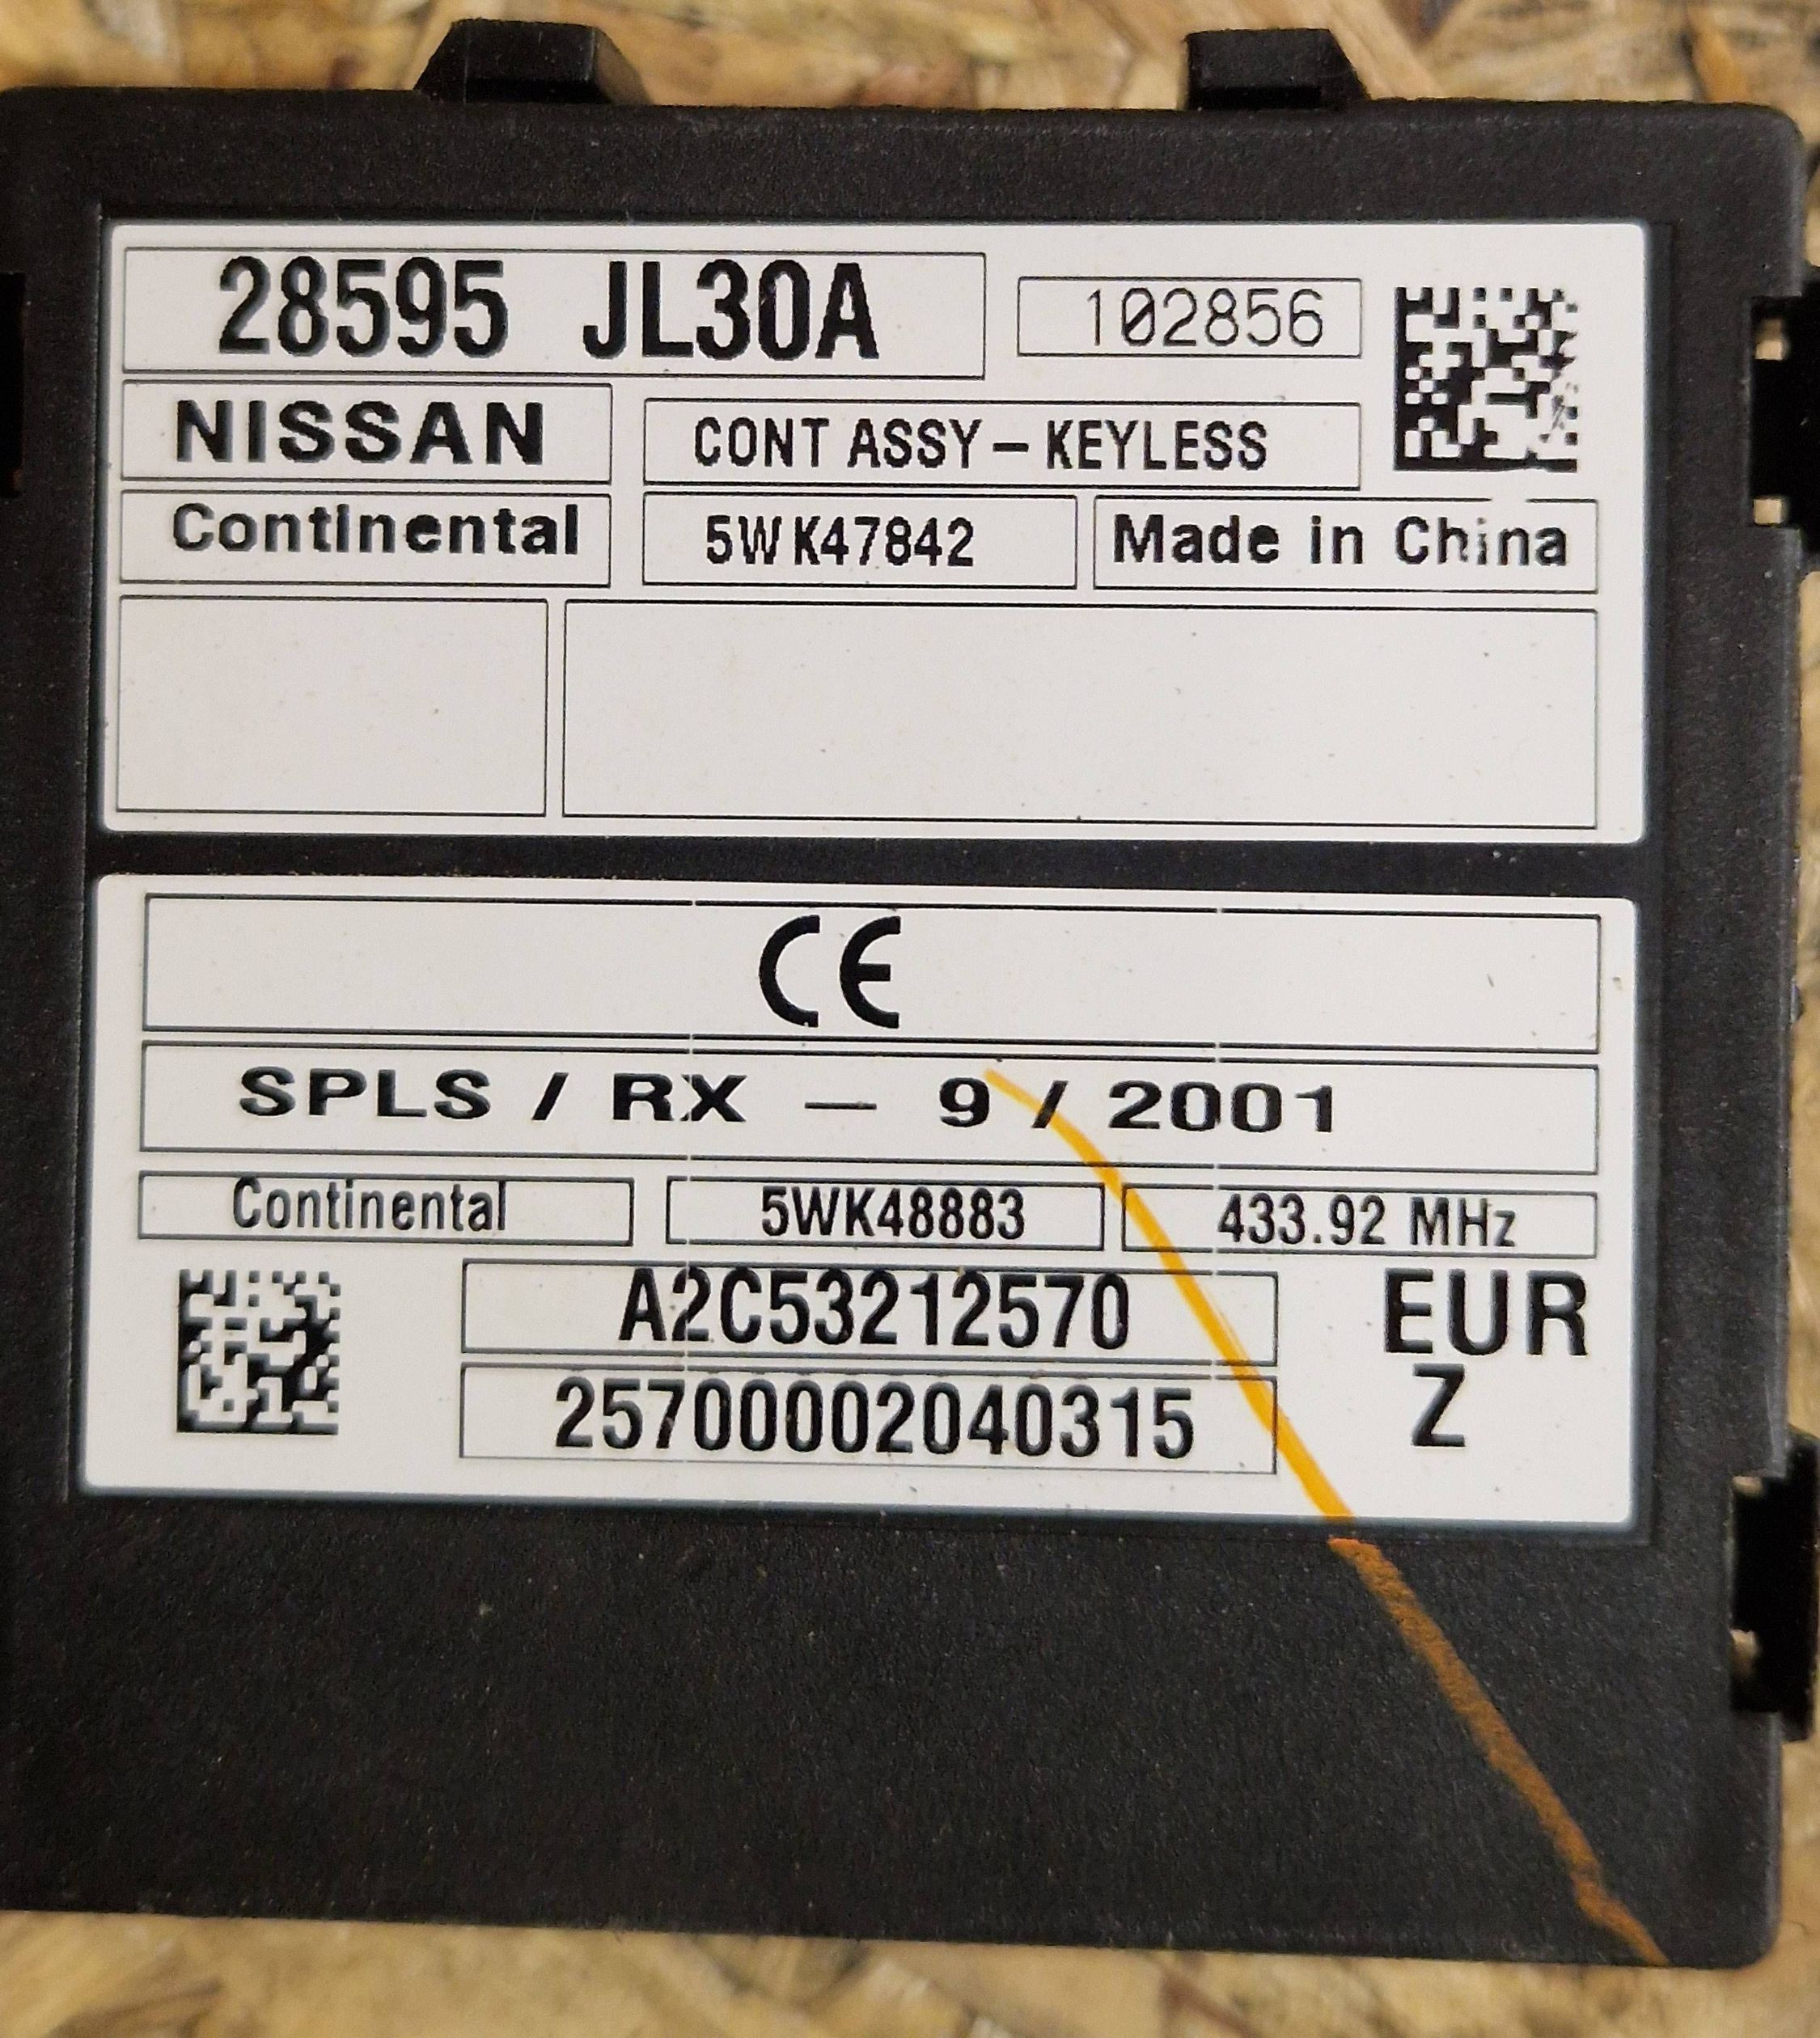 28595 JL30A 102856
NISSAN CONT ASSY – KEYLESS
Continental 5WK47842 Made in China
CE
SPLS / RX – 9 / 2001
Continental 5WK48883 433.92 MHz
A2C53212570 EUR
25700002040315 Z